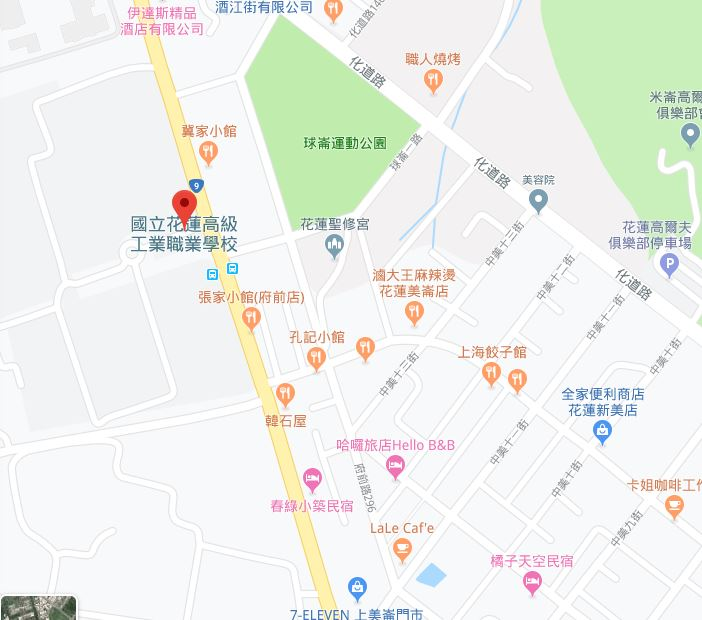 酒江街有限公司
伊達斯精品
酒店有限公司
化道路
職人燒烤
化道路
米崙高爾
俱樂部會
冀家小館
球崙運動公園
球崙一路
化道路
美容院
9
國立花蓮高級
工業職業學校
花蓮聖修宮
中美十三街
花蓮高爾夫
俱樂部停車場
P
滷大王麻辣燙
花蓮美崙店
中美十二街
化道路
張家小館(府前店)
中美十一街
孔記小館
中美十街
上海餃子館
中美十三街
全家便利商店
花蓮新美店
韓石屋
中美十一街
哈囉旅店Hello B&B
府前路296
中美十街
春綠小築民宿
卡姐咖啡工作
中美九街
LaLe Caf'e
橘子天空民宿
7-ELEVEN 上美崙門市